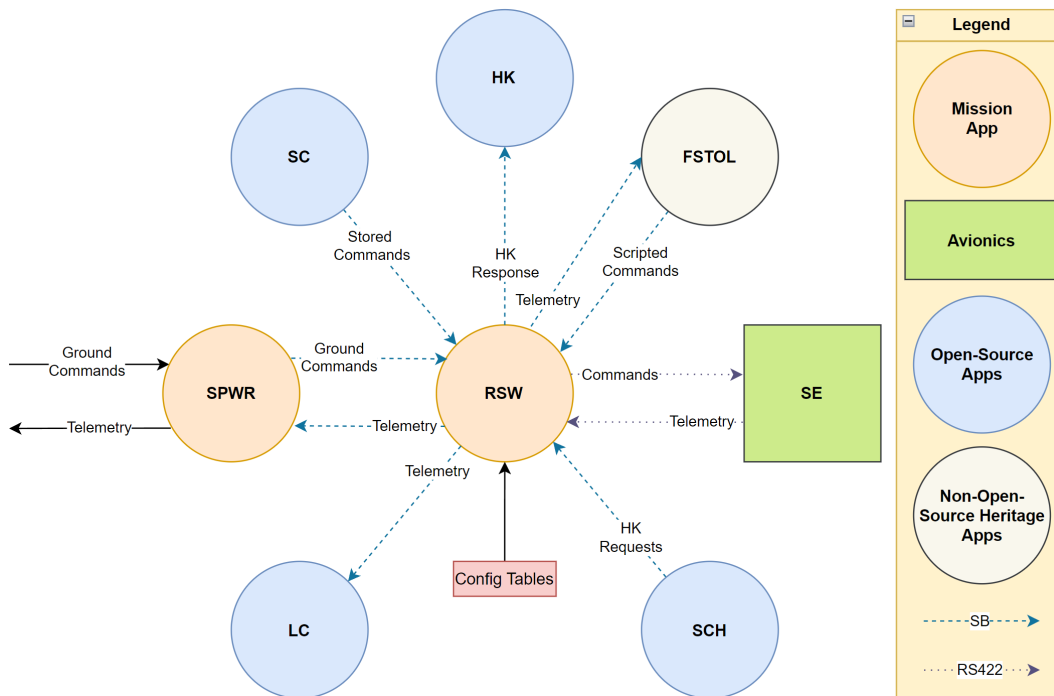 HK
SC
FSTOL
Stored
Commands
HK
Response
Scripted
Commands
Telemetry
Ground
Commands
SPWR
Ground
Commands
RSW
Commands
SE
Telemetry
Telemetry
Telemetry
Telemetry
HK
Requests
Config Tables
LC
SCH
Legend
Mission
App
Avionics
Open-Source
Apps
Non-Open-
Source Heritage
Apps
SB
RS422